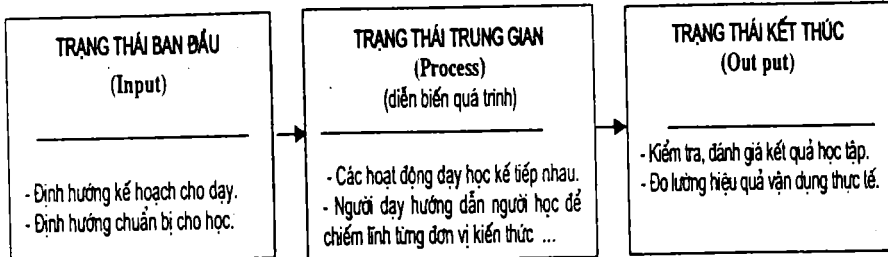 TRẠNG THÁI BAN ĐẦU
(Input)
- Định hướng kế hoạch cho dạy.
- Định hướng chuẩn bị cho học.
TRẠNG THÁI TRUNG GIAN
(Process)
(diễn biến quá trình)
- Các hoạt động dạy học kế tiếp nhau.
- Người dạy hướng dẫn người học để
chiếm lĩnh từng đơn vị kiến thức ...
TRẠNG THÁI KẾT THÚC
(Out put)
- Kiểm tra, đánh giá kết quả học tập.
- Đo lường hiệu quả vận dụng thực tế.